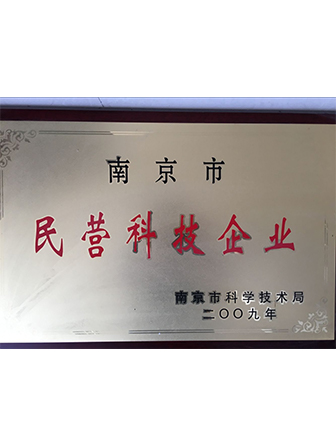 南京市
民营科技企业
南京市科学技术局
二〇〇九年